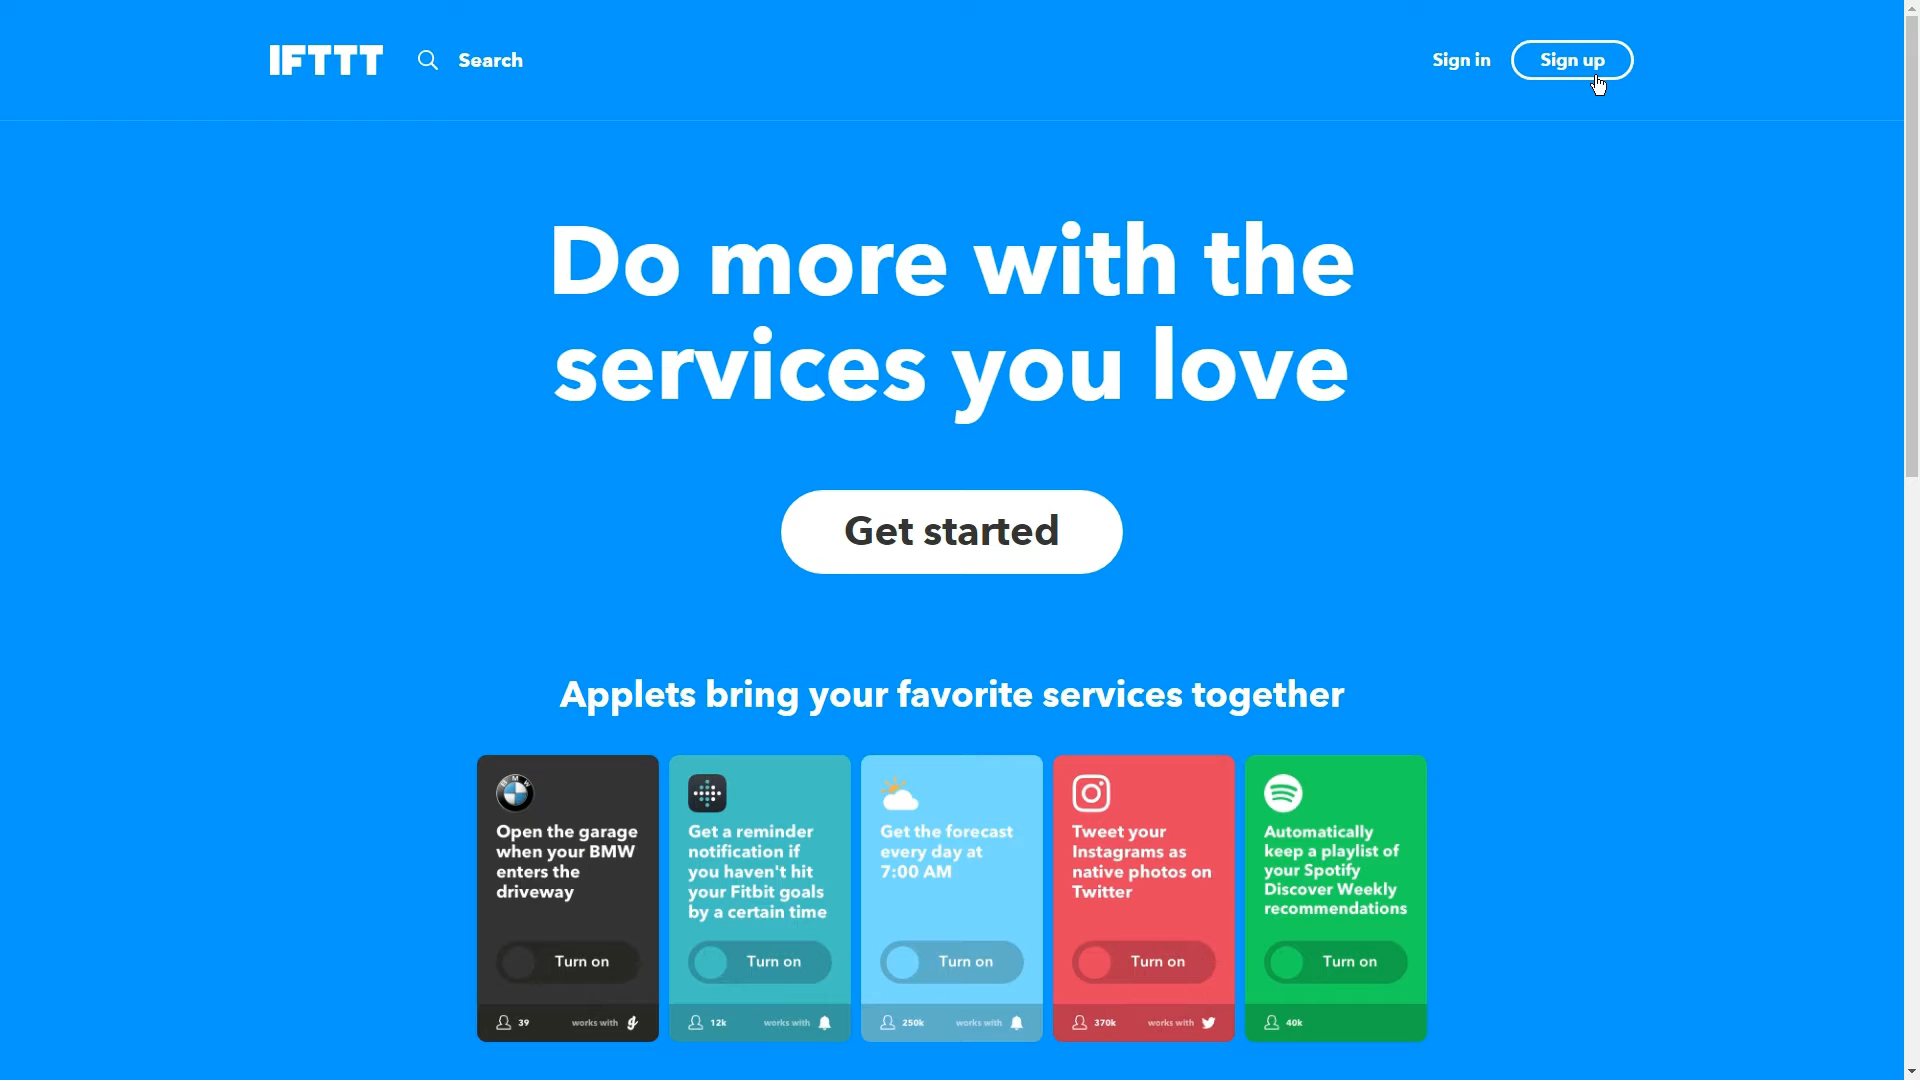 IFTTT Search Sign in Sign up
Do more with the
services you love
Get started
Applets bring your favorite services together
Open the garage
when your BMW
enters the
driveway
Turn on
39 works with
Get a reminder
notification if
you haven't hit
your Fitbit goals
by a certain time
Turn on
12k works with
Get the forecast
every day at
7:00 AM
Turn on
250k works with
Tweet your
Instagrams as
native photos on
Twitter
Turn on
370k works with
Automatically
keep a playlist of
your Spotify
Discover Weekly
recommendations
Turn on
40k